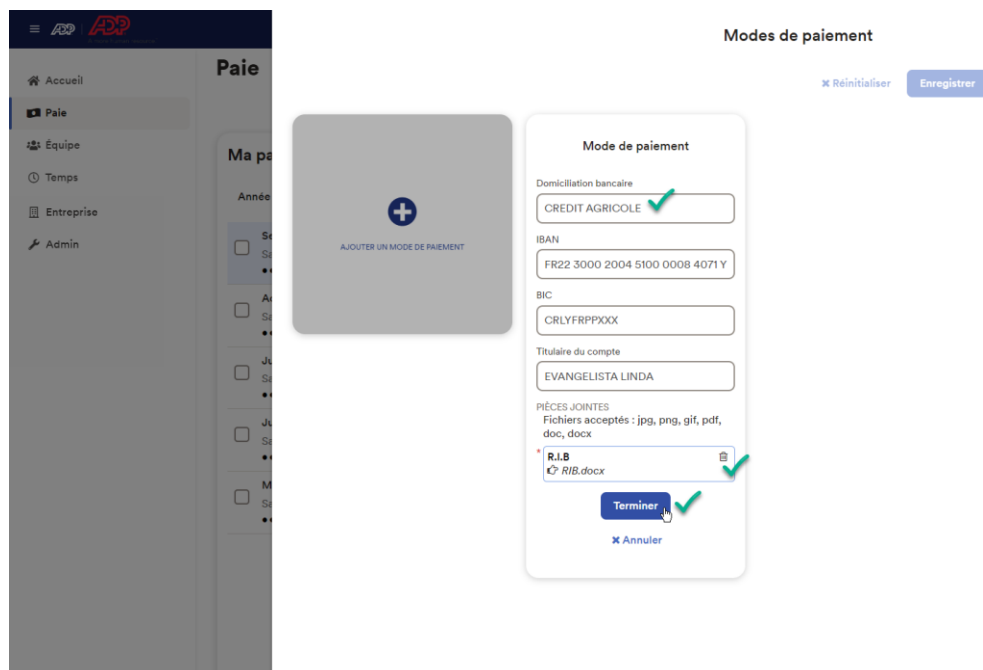 ADP ADP
Modes de paiement
Paie
Réinitialiser Enregistrer
Accueil
Paie
Équipe
Temps
Entreprise
Admin
Ma pa
Année
AJOUTER UN MODE DE PAIEMENT
Mode de paiement
Domiciliation bancaire
CREDIT AGRICOLE
IBAN
FR22 3000 2004 5100 0008 4071 Y
BIC
CRLYFRPPXXX
Titulaire du compte
EVANGELISTA LINDA
PIÈCES JOINTES
Fichiers acceptés : jpg, png, gif, pdf,
doc, docx
* R.I.B
RIB.docx
Terminer
Annuler